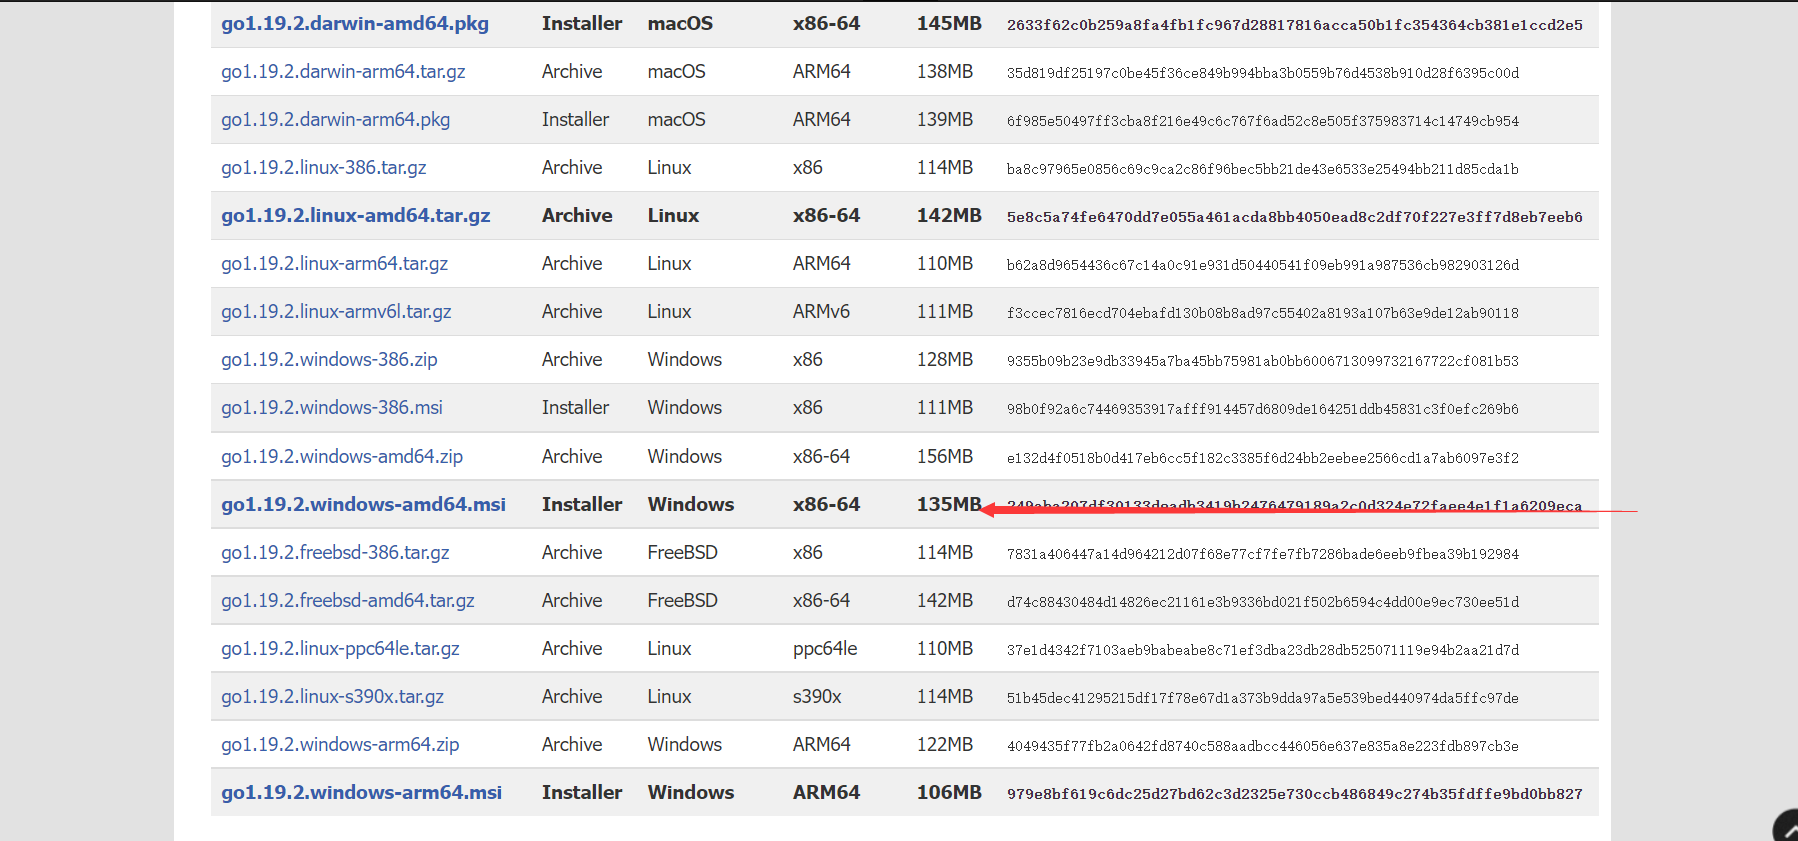 go1.19.2.darwin-amd64.pkg Installer macOS x86-64 145MB 2633f62c0b259a8fa4fb1fc967d28817816acca50b1fc354364cb381e1ccd2e5
go1.19.2.darwin-arm64.tar.gz Archive macOS ARM64 138MB 35d819df25197c0be45f36ce849b994bba3b0559b76d4538b910d28f6395c00d
go1.19.2.darwin-arm64.pkg Installer macOS ARM64 139MB 6f985e50497ff3cba8f216e49c6c767f6ad52c8e505f375983714c14749cb954
go1.19.2.linux-386.tar.gz Archive Linux x86 114MB ba8c97965e0856c69c9ca2c86f96bec5bb21de43e6533e25494bb211d85cda1b
go1.19.2.linux-amd64.tar.gz Archive Linux x86-64 142MB 5e8c5a74fe6470dd7e055a461acda8bb4050ead8c2df70f227e3ff7d8eb7eeb6
go1.19.2.linux-arm64.tar.gz Archive Linux ARM64 110MB b62a8d9654436c67c14a0c91e931d50440541f09eb991a987536cb982903126d
go1.19.2.linux-armv6l.tar.gz Archive Linux ARMv6 111MB f3ccec7816ecd704ebafd130b08b8ad97c55402a8193a107b63e9de12ab90118
go1.19.2.windows-386.zip Archive Windows x86 128MB 9355b09b23e9db33945a7ba45bb75981ab0bb6006713099732167722cf081b53
go1.19.2.windows-386.msi Installer Windows x86 111MB 98b0f92a6c74469353917afff914457d6809de164251ddb45831c3f0efc269b6
go1.19.2.windows-amd64.zip Archive Windows x86-64 156MB e132d4f0518b0d417eb6cc5f182c3385f6d24bb2eebee2566cd1a7ab6097e3f2
go1.19.2.windows-amd64.msi Installer Windows x86-64 135MB
go1.19.2.freebsd-386.tar.gz Archive FreeBSD x86 114MB 7831a406447a14d964212d07f68e77cf7fe7fb7286bade6eeb9fbea39b192984
go1.19.2.freebsd-amd64.tar.gz Archive FreeBSD x86-64 142MB d74c88430484d14826ec21161e3b9336bd021f502b6594c4dd00e9ec730ee51d
go1.19.2.linux-ppc64le.tar.gz Archive Linux ppc64le 110MB 37e1d4342f7103aeb9babeabe8c71ef3dba23db28db525071119e94b2aa21d7d
go1.19.2.linux-s390x.tar.gz Archive Linux s390x 114MB 51b45dec41295215df17f78e67d1a373b9dda97a5e539bed440974da5ffc97de
go1.19.2.windows-arm64.zip Archive Windows ARM64 122MB 4049435f77fb2a0642fd8740c588aadbcc446056e637e835a8e223fdb897cb3e
go1.19.2.windows-arm64.msi Installer Windows ARM64 106MB 979e8bf619c6dc25d27bd62c3d2325e730ccb486849c274b35fdffe9bd0bb827